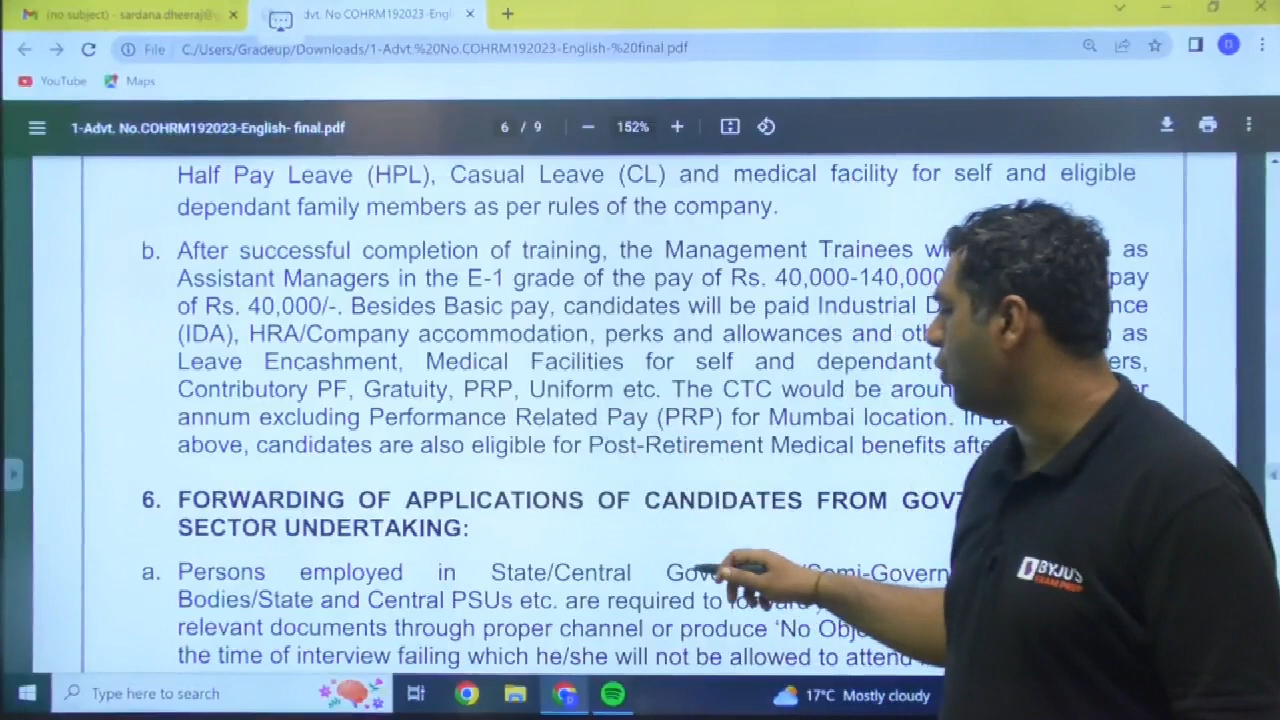 (no subject) - sardana.dheeraj@
dvt. No COHRM192023-Engl
File C:/Users/Gradeup/Downloads/1-Advt.%20No.COHRM192023-English-%20final.pdf
YouTube Maps
1-Advt. No.COHRM192023-English- final.pdf 6 / 9 152%
Half Pay Leave (HPL), Casual Leave (CL) and medical facility for self and eligible
dependant family members as per rules of the company.
b. After successful completion of training, the Management Trainees as
Assistant Managers in the E-1 grade of the pay of Rs. 40,000-140,000 pay
of Rs. 40,000/-. Besides Basic pay, candidates will be paid Industrial D nce
(IDA), HRA/Company accommodation, perks and allowances and as
Leave Encashment, Medical Facilities for self and dependant ers,
Contributory PF, Gratuity, PRP, Uniform etc. The CTC would be aroun
annum excluding Performance Related Pay (PRP) for Mumbai location. In
above, candidates are also eligible for Post-Retirement Medical benefits afte
6. FORWARDING OF APPLICATIONS OF CANDIDATES FROM
SECTOR UNDERTAKING:
a. Persons employed in State/Central
Bodies/State and Central PSUs etc. are required to
relevant documents through proper channel or produce 'No
the time of interview failing which he/she will not be allowed to attend
BYJU'S
EXAM PREP
Type here to search 17°C Mostly cloudy